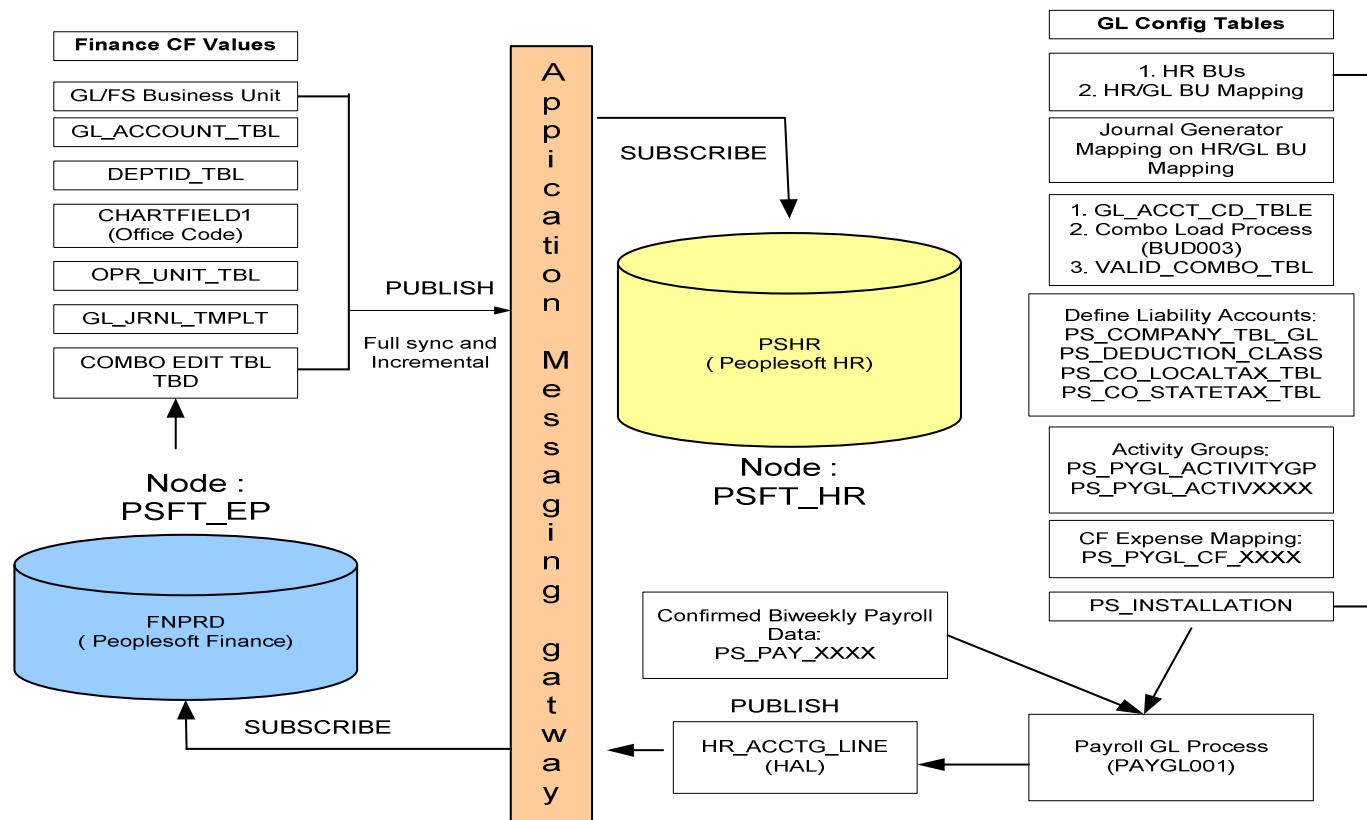 Finance CF Values
GL/FS Business Unit
GL_ACCOUNT_TBL
DEPTID_TBL
CHARTFIELD1
(Office Code)
OPR_UNIT_TBL
GL_JRNL_TMPLT
COMBO EDIT TBL
TBD
Node :
PSFT_EP
FNPRD
( Peoplesoft Finance)
PUBLISH
Full sync and
Incremental
SUBSCRIBE
Appication Messaging gatway
SUBSCRIBE
PSHR
( Peoplesoft HR)
Node :
PSFT_HR
Confirmed Biweekly Payroll
Data:
PS_PAY_XXXX
PUBLISH
HR_ACCTG_LINE
(HAL)
GL Config Tables
1. HR BUs
2. HR/GL BU Mapping
Journal Generator
Mapping on HR/GL BU
Mapping
1. GL_ACCT_CD_TBLE
2. Combo Load Process
(BUD003)
3. VALID_COMBO_TBL
Define Liability Accounts:
PS_COMPANY_TBL_GL
PS_DEDUCTION_CLASS
PS_CO_LOCALTAX_TBL
PS_CO_STATETAX_TBL
Activity Groups:
PS_PYGL_ACTIVITYGP
PS_PYGL_ACTIVXXXX
CF Expense Mapping:
PS_PYGL_CF_XXXX
PS_INSTALLATION
Payroll GL Process
(PAYGL001)